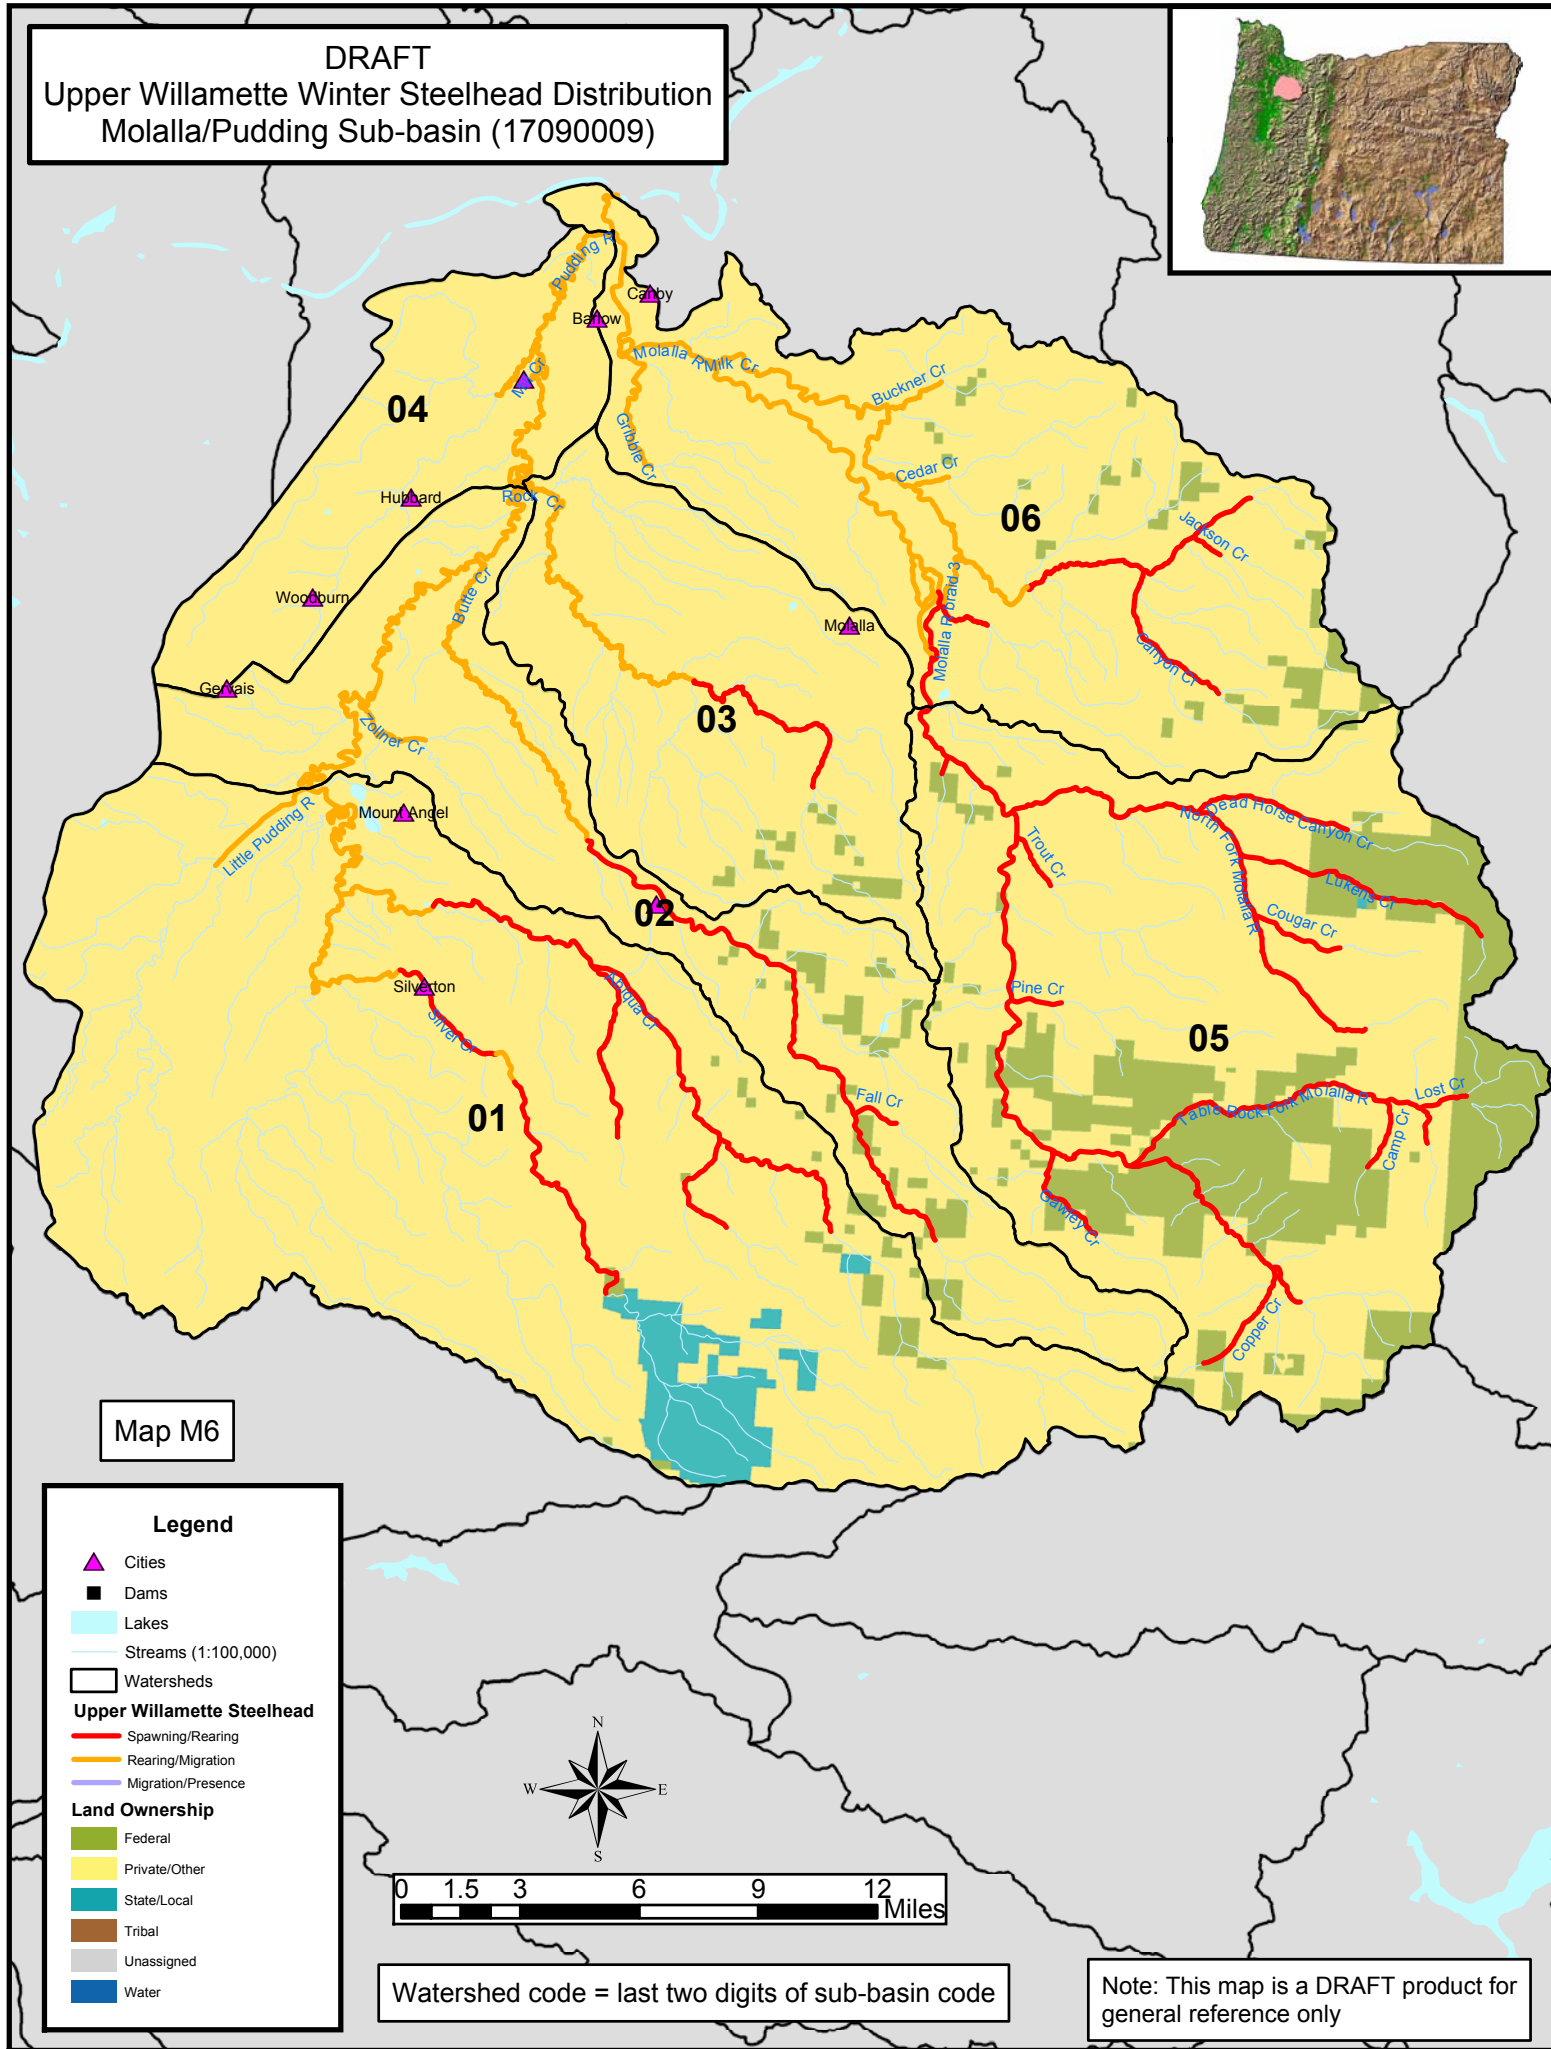 DRAFT
Upper Willamette Winter Steelhead Distribution
Molalla/Pudding Sub-basin (17090009)
Pudding R
Canby
Barlow
Molalla R
Milk Cr
Buckner Cr
04
Gribble Cr
Cedar Cr
Hubbard
Rock Cr
06
Jackson Cr
Butte Cr
Woodburn
Molalla
Molalla R braid 3
Canyon Cr
Gervais
03
Zollner Cr
Mount Angel
Little Pudding R
Trout Cr
Dead Horse Canyon Cr
North Fork Molalla R
Lukens Cr
02
Cougar Cr
Silverton
Abiqua Cr
Pine Cr
Silver Cr
05
01
Fall Cr
Table Rock Fork Molalla R
Lost Cr
Camp Cr
Gawley Cr
Copper Cr
Map M6
Legend
Cities
Dams
Lakes
Streams (1:100,000)
Watersheds
Upper Willamette Steelhead
Spawning/Rearing
Rearing/Migration
Migration/Presence
Land Ownership
Federal
Private/Other
State/Local
Tribal
Unassigned
Water
N
W E
S
0 1.5 3 6 9 12
Miles
Watershed code = last two digits of sub-basin code
Note: This map is a DRAFT product for
general reference only